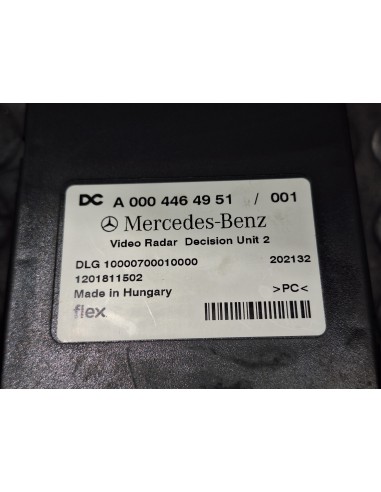 DC A 000 446 49 51 / 001
Mercedes-Benz
Video Radar Decision Unit 2
DLG 10000700010000 202132
1201811502
Made in Hungary >PC<
flex